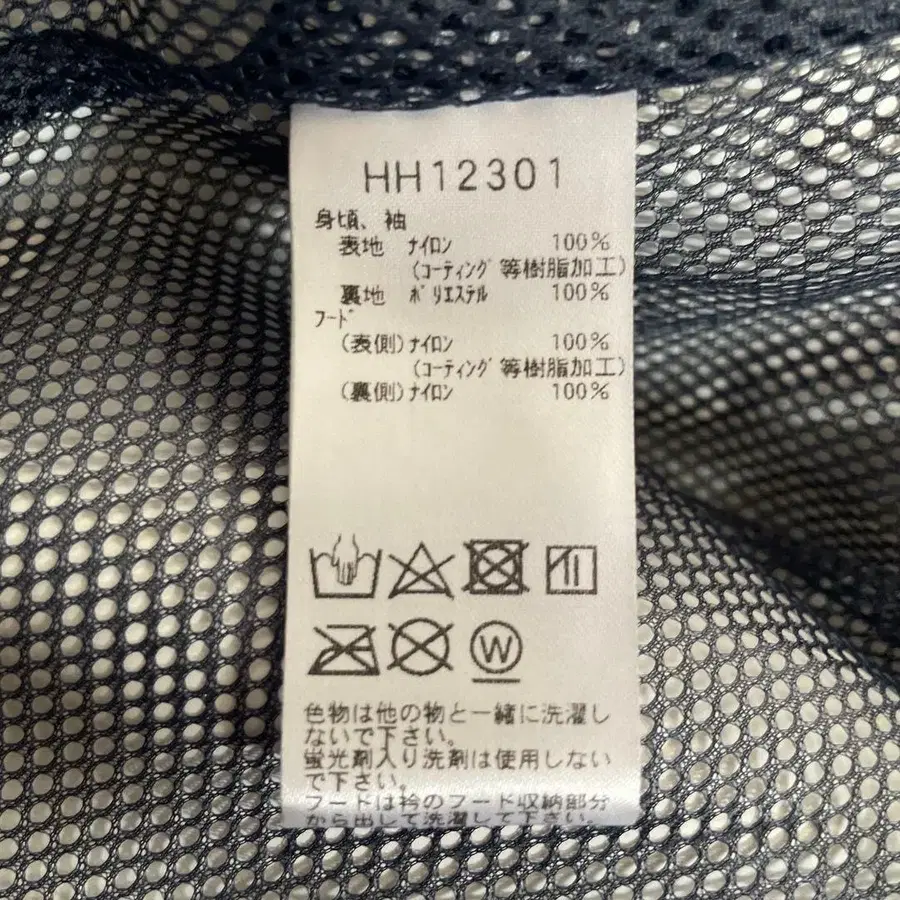 HH12301
身頃、袖
表地 ナイロン 100%
(コーティング等樹脂加工)
裏地 ポリエステル 100%
フード
(表側)ナイロン 100%
(コーティング等樹脂加工)
(裏側)ナイロン 100%
W
色物は他の物と一緒に洗濯し
ないで下さい。
蛍光剤入り洗剤は使用しない
で下さい。
フードは衿のフード収納部分
から出して洗濯して下さい。